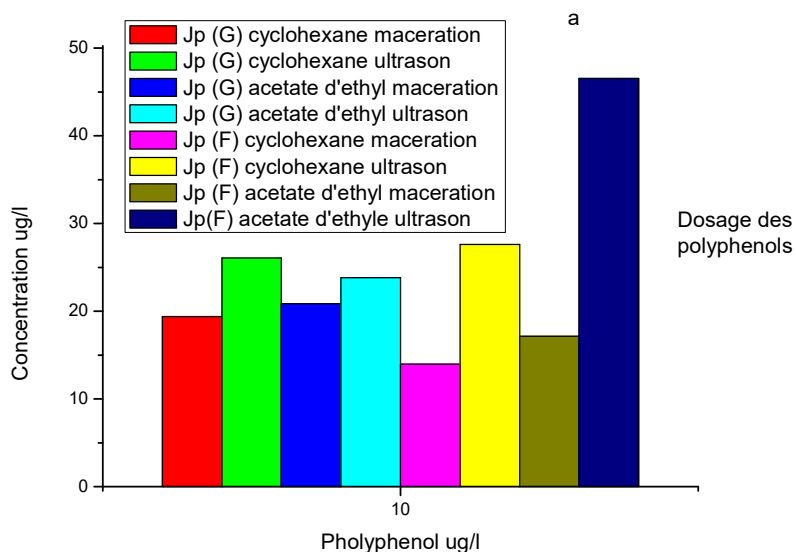 a
50
40
30
20
10
0
Concentration ug/l
Jp (G) cyclohexane maceration
Jp (G) cyclohexane ultrason
Jp (G) acetate d'ethyl maceration
Jp (G) acetate d'ethyl ultrason
Jp (F) cyclohexane maceration
Jp (F) cyclohexane ultrason
Jp (F) acetate d'ethyl maceration
Jp(F) acetate d'ethyle ultrason
Dosage des
polyphenols
10
Pholyphenol ug/l